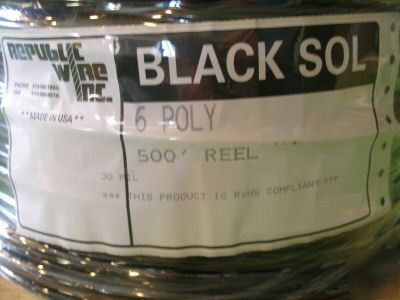 REPUBLIC
WIRE
INC.
** MADE IN USA **
BLACK SOL
6 POLY
500' REEL
30 MIL
*** THIS PRODUCT IS RoHS COMPLIANT ***